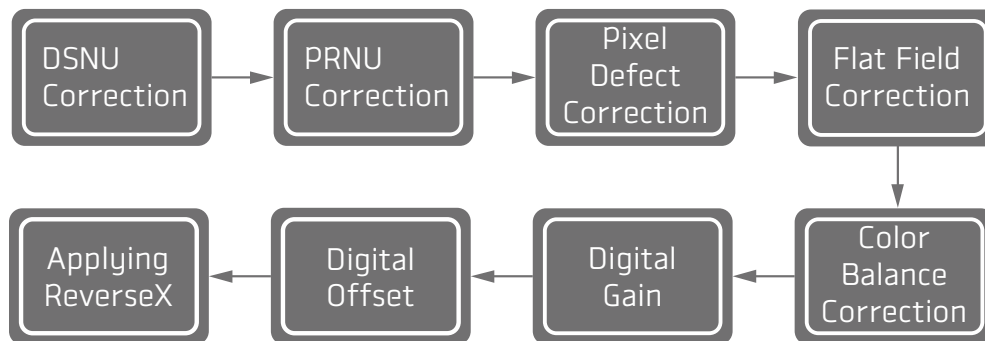 DSNU
Correction
PRNU
Correction
Pixel
Defect
Correction
Flat Field
Correction
Color
Balance
Correction
Digital
Gain
Digital
Offset
Applying
ReverseX